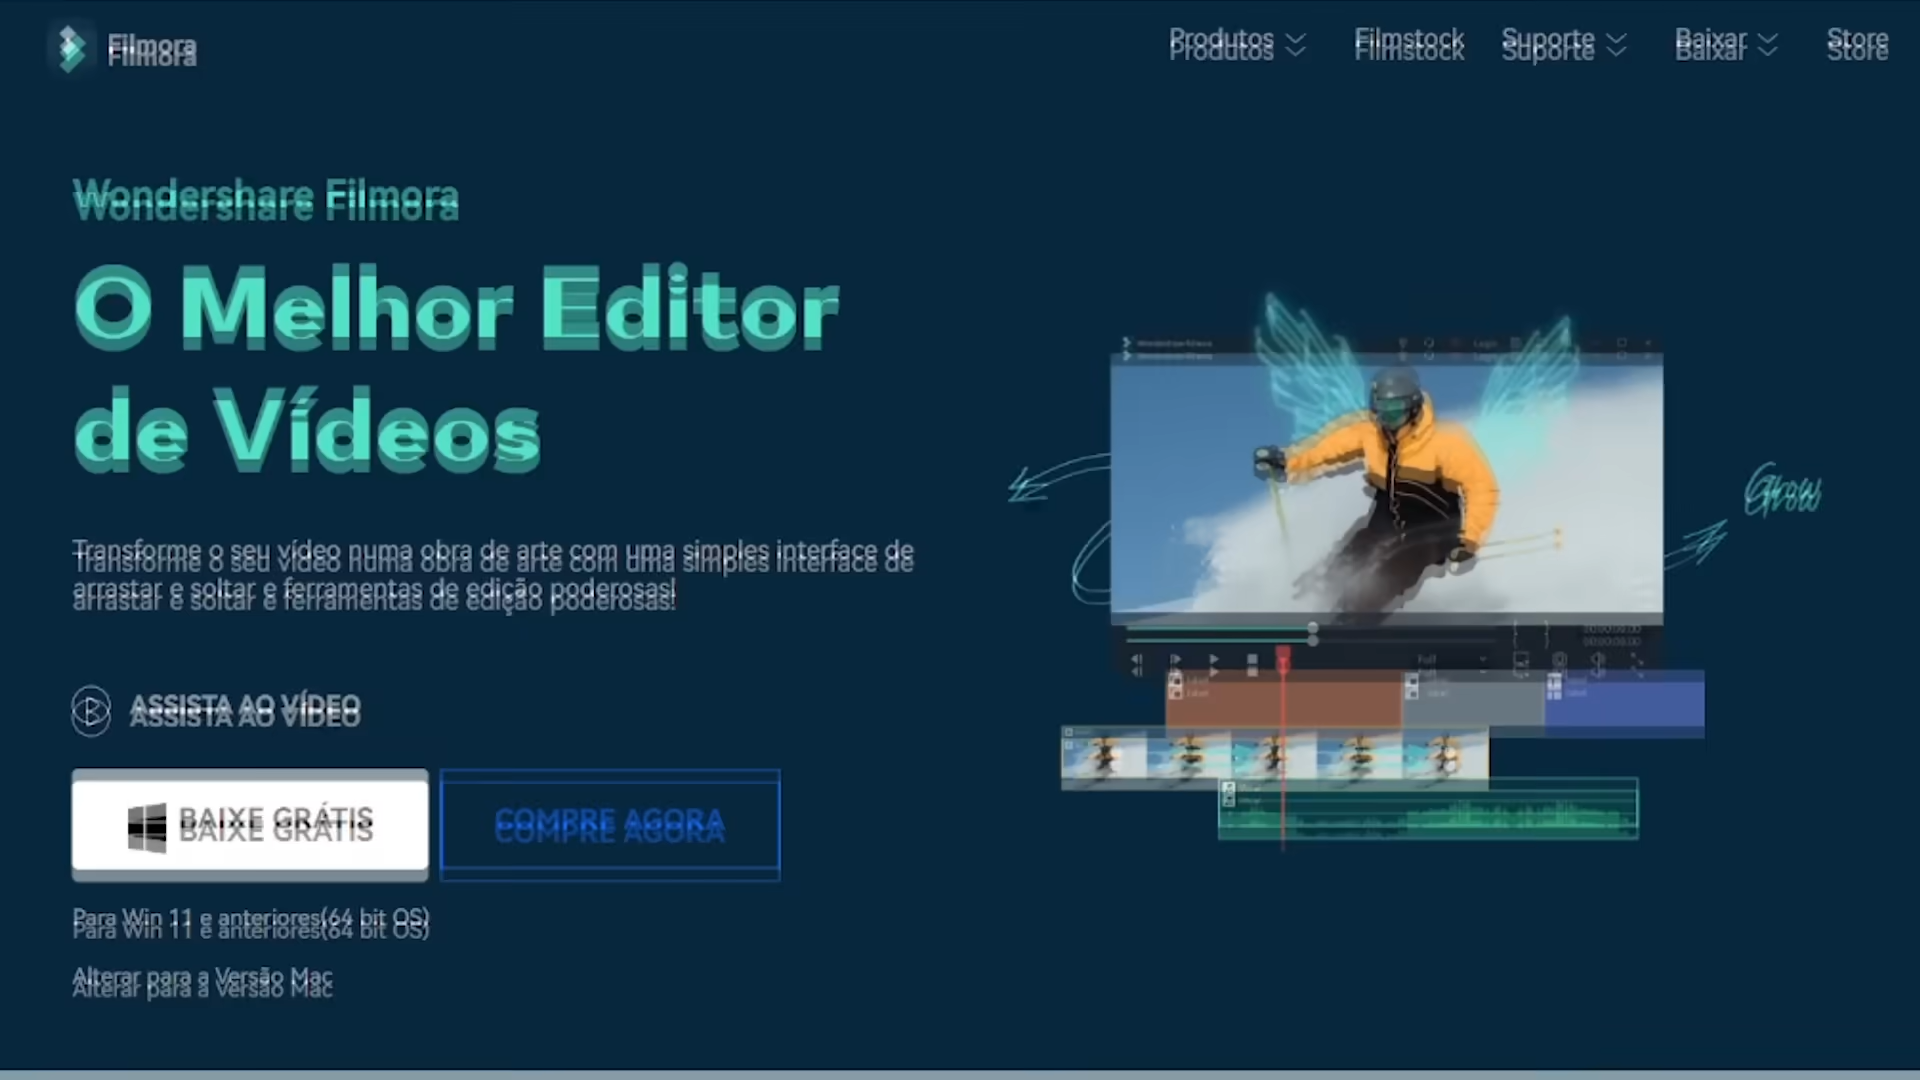 Filmora
Produtos
Filmstock
Suporte
Baixar
Store
Wondershare Filmora
O Melhor Editor
de Vídeos
Transforme o seu vídeo numa obra de arte com uma simples interface de
arrastar e soltar e ferramentas de edição poderosas!
ASSISTA AO VÍDEO
BAIXE GRÁTIS
COMPRE AGORA
Para Win 11 e anteriores(64 bit OS)
Alterar para a Versão Mac
Grow